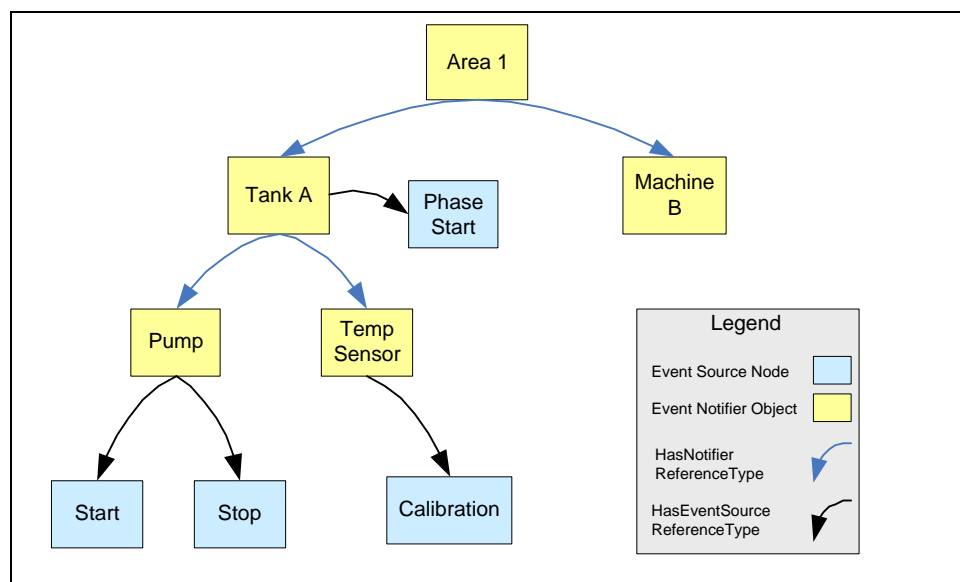 Area 1
Tank A
Phase
Start
Machine
B
Pump
Temp
Sensor
Start
Stop
Calibration
Legend
Event Source Node
Event Notifier Object
HasNotifier
ReferenceType
HasEventSource
ReferenceType